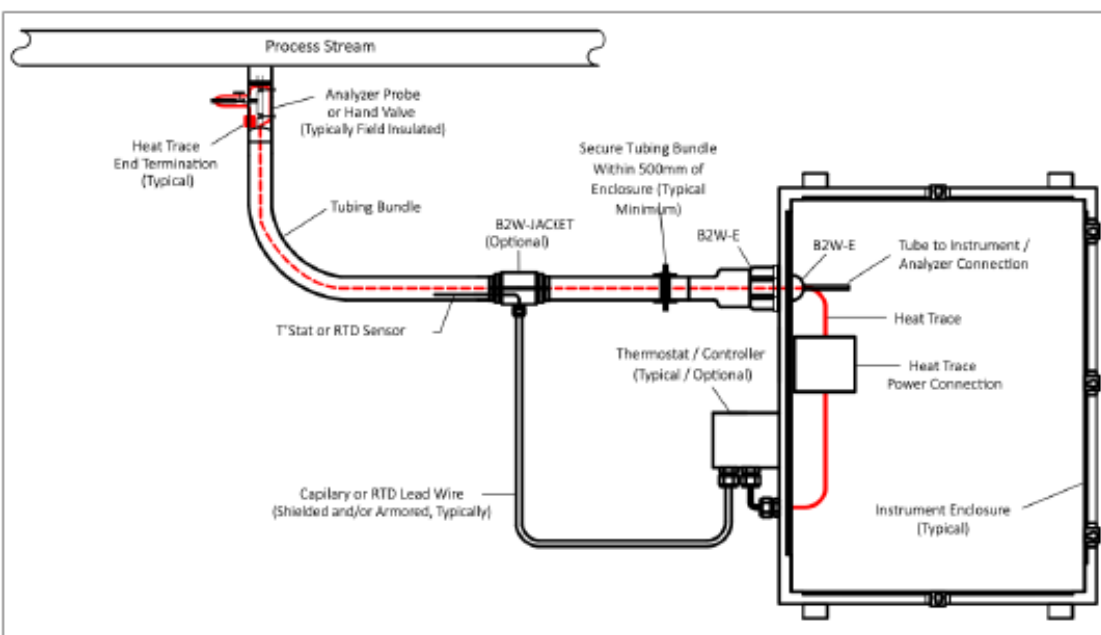 Process Stream
Analyzer Probe
or Hand Valve
(Typically Field Insulated)
Heat Trace
End Termination
(Typical)
Tubing Bundle
Secure Tubing Bundle
Within 500mm of
Enclosure (Typical
Minimum)
B2W-JACKET
(Optional)
B2W-E
B2W-E
Tube to Instrument /
Analyzer Connection
T'Stat or RTD Sensor
Heat Trace
Thermostat / Controller
(Typical / Optional)
Heat Trace
Power Connection
Capilary or RTD Lead Wire
(Shielded and/or Armored, Typically)
Instrument Enclosure
(Typical)